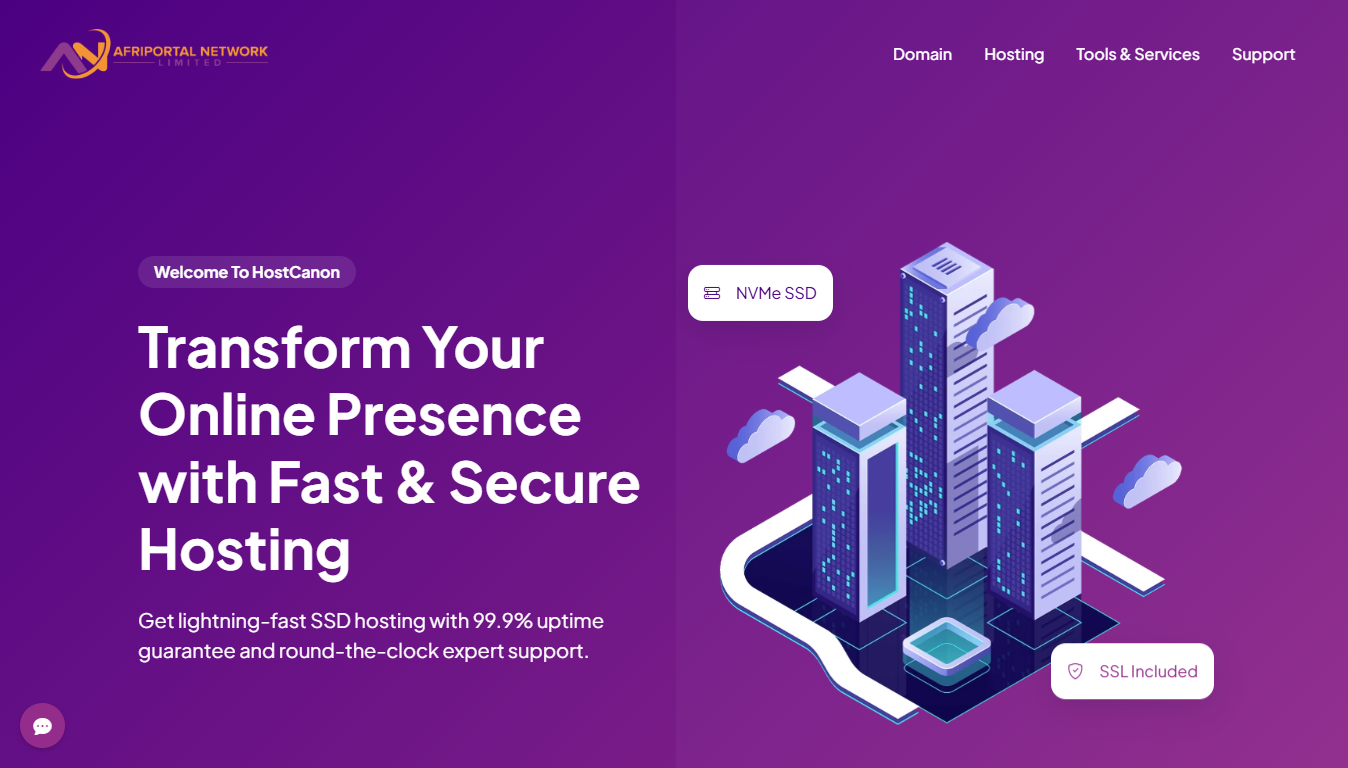 AFRIPORTAL NETWORK
LIMITED
Domain
Hosting
Tools & Services
Support
Welcome To HostCanon
Transform Your
Online Presence
with Fast & Secure
Hosting
Get lightning-fast SSD hosting with 99.9% uptime
guarantee and round-the-clock expert support.
NVMe SSD
SSL Included